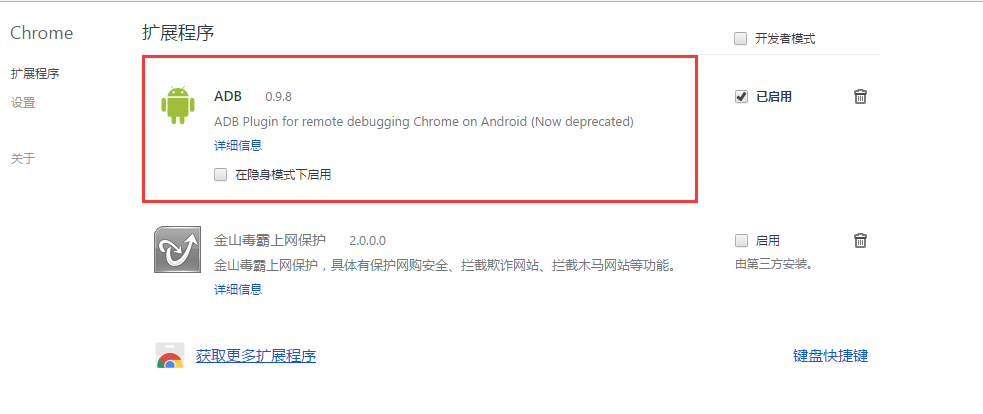 Chrome
扩展程序
开发者模式
扩展程序
设置
关于
ADB 0.9.8
已启用
ADB Plugin for remote debugging Chrome on Android (Now deprecated)
详细信息
在隐身模式下启用
金山毒霸上网保护 2.0.0.0
启用
金山毒霸上网保护，具体有保护网购安全、拦截欺诈网站、拦截木马网站等功能。
由第三方安装。
详细信息
获取更多扩展程序
键盘快捷键